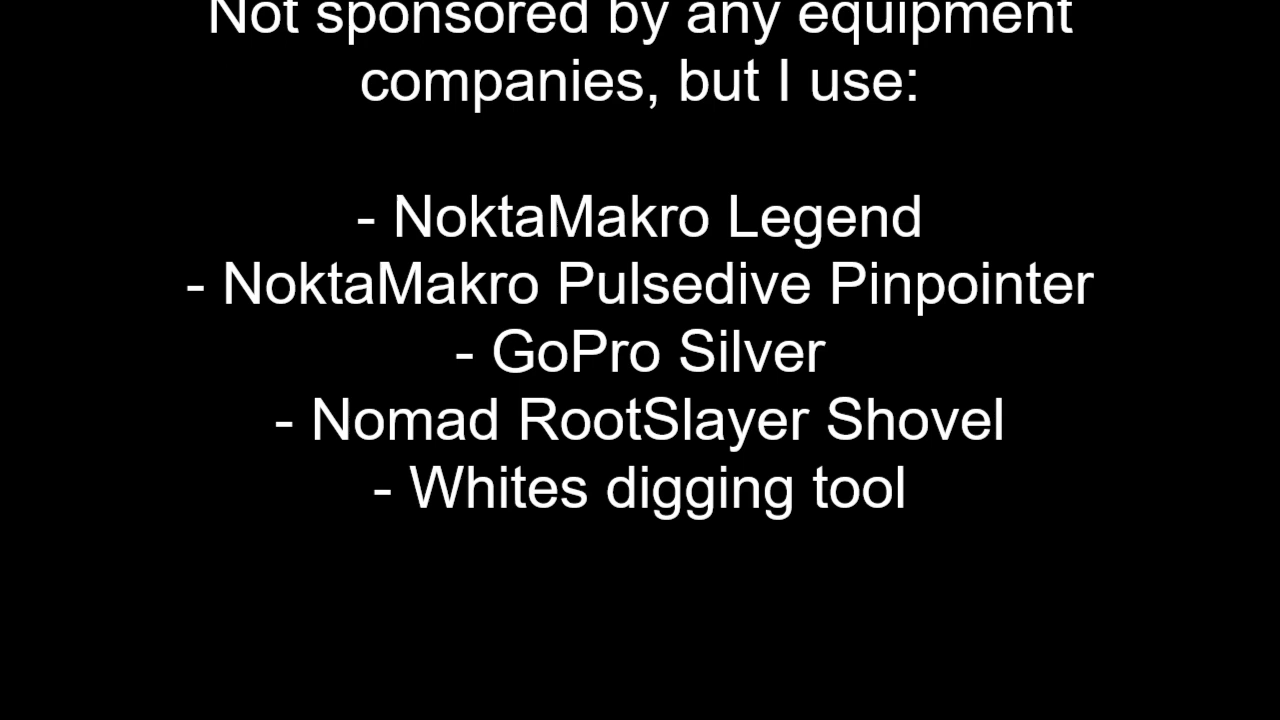 Not sponsored by any equipment
companies, but I use:
- NoktaMakro Legend
- NoktaMakro Pulsedive Pinpointer
- GoPro Silver
- Nomad RootSlayer Shovel
- Whites digging tool